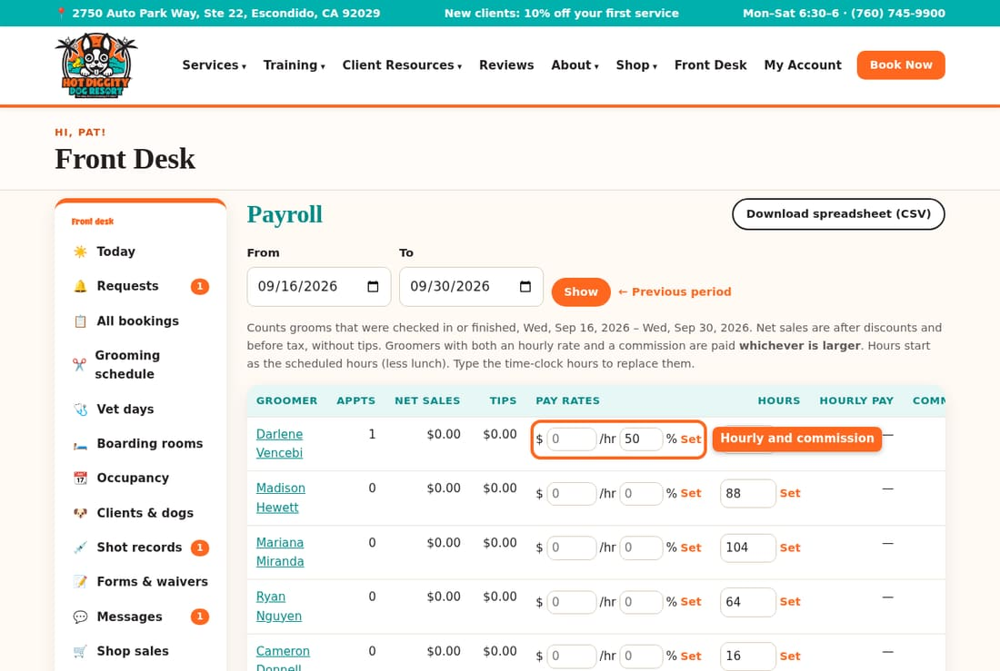 📍 2750 Auto Park Way, Ste 22, Escondido, CA 92029 New clients: 10% off your first service Mon–Sat 6:30–6 · (760) 745-9900
HOT DIGGITY
DOG RESORT
Services ▾ Training ▾ Client Resources ▾ Reviews About ▾ Shop ▾ Front Desk My Account Book Now
HI, PAT!
Front Desk
Front desk
Today
Requests 1
All bookings
Grooming
schedule
Vet days
Boarding rooms
Occupancy
Clients & dogs
Shot records 1
Forms & waivers
Messages 1
Shop sales
Payroll
Download spreadsheet (CSV)
From To
09/16/2026 09/30/2026 Show ← Previous period
Counts grooms that were checked in or finished, Wed, Sep 16, 2026 – Wed, Sep 30, 2026. Net sales are after discounts and
before tax, without tips. Groomers with both an hourly rate and a commission are paid whichever is larger. Hours start
as the scheduled hours (less lunch). Type the time-clock hours to replace them.
GROOMER APPTS NET SALES TIPS PAY RATES HOURS HOURLY PAY
Darlene
Vencebi 1 $0.00 $0.00 $ 0 /hr 50 % Set Hourly and commission —
Madison
Hewett 0 $0.00 $0.00 $ 0 /hr 0 % Set 88 Set —
Mariana
Miranda 0 $0.00 $0.00 $ 0 /hr 0 % Set 104 Set —
Ryan
Nguyen 0 $0.00 $0.00 $ 0 /hr 0 % Set 64 Set —
Cameron
Donnell 0 $0.00 $0.00 $ 0 /hr 0 % Set 16 Set —